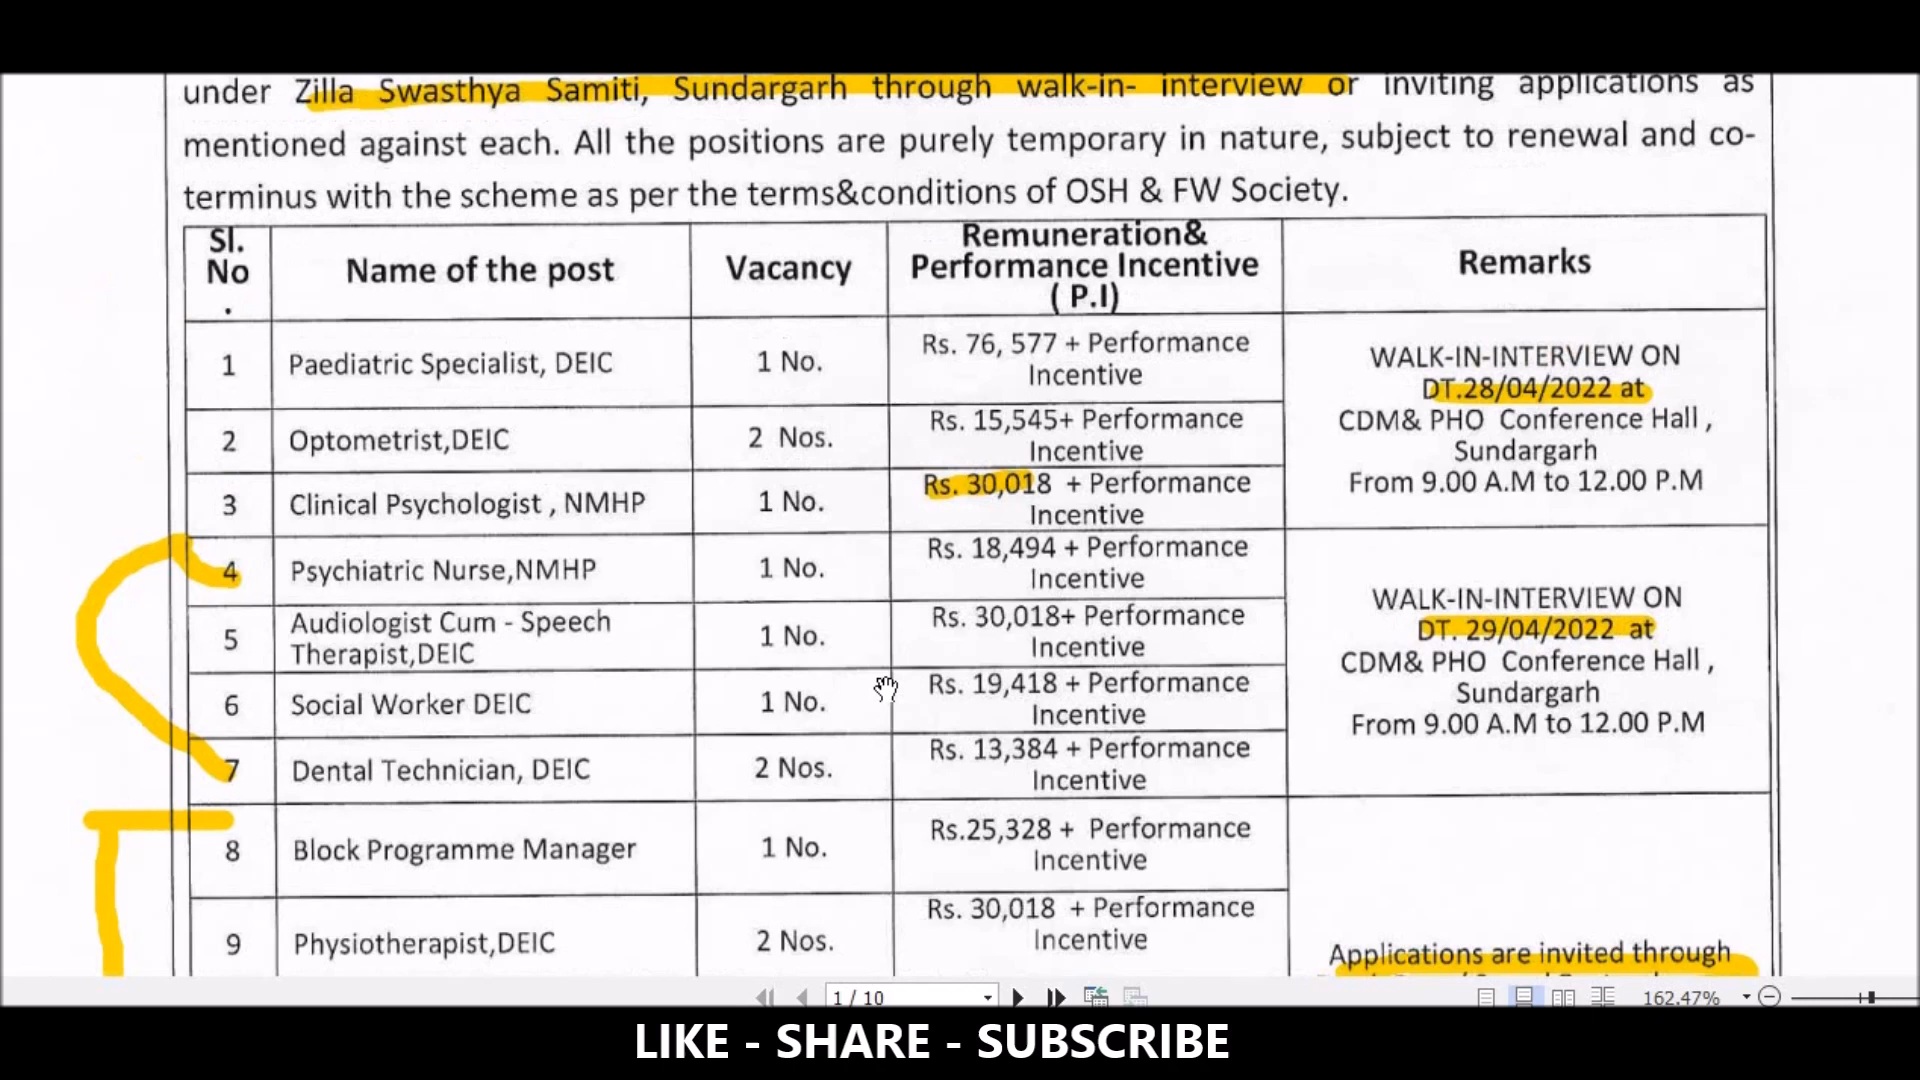 under Zilla Swasthya Samiti, Sundargarh through walk-in- interview or inviting applications as
mentioned against each. All the positions are purely temporary in nature, subject to renewal and co-
terminus with the scheme as per the terms&conditions of OSH & FW Society.
Sl.
No
.
Name of the post
Vacancy
Remuneration&
Performance Incentive
( P.I)
Remarks
1
Paediatric Specialist, DEIC
1 No.
Rs. 76, 577 + Performance
Incentive
WALK-IN-INTERVIEW ON
DT.28/04/2022 at
CDM& PHO Conference Hall ,
Sundargarh
From 9.00 A.M to 12.00 P.M
2
Optometrist,DEIC
2 Nos.
Rs. 15,545+ Performance
Incentive
3
Clinical Psychologist , NMHP
1 No.
Rs. 30,018 + Performance
Incentive
4
Psychiatric Nurse,NMHP
1 No.
Rs. 18,494 + Performance
Incentive
WALK-IN-INTERVIEW ON
DT. 29/04/2022 at
CDM& PHO Conference Hall ,
Sundargarh
From 9.00 A.M to 12.00 P.M
5
Audiologist Cum - Speech
Therapist,DEIC
1 No.
Rs. 30,018+ Performance
Incentive
6
Social Worker DEIC
1 No.
Rs. 19,418 + Performance
Incentive
7
Dental Technician, DEIC
2 Nos.
Rs. 13,384 + Performance
Incentive
8
Block Programme Manager
1 No.
Rs.25,328 + Performance
Incentive
9
Physiotherapist,DEIC
2 Nos.
Rs. 30,018 + Performance
Incentive
Applications are invited through
1 / 10
162.47%
LIKE - SHARE - SUBSCRIBE